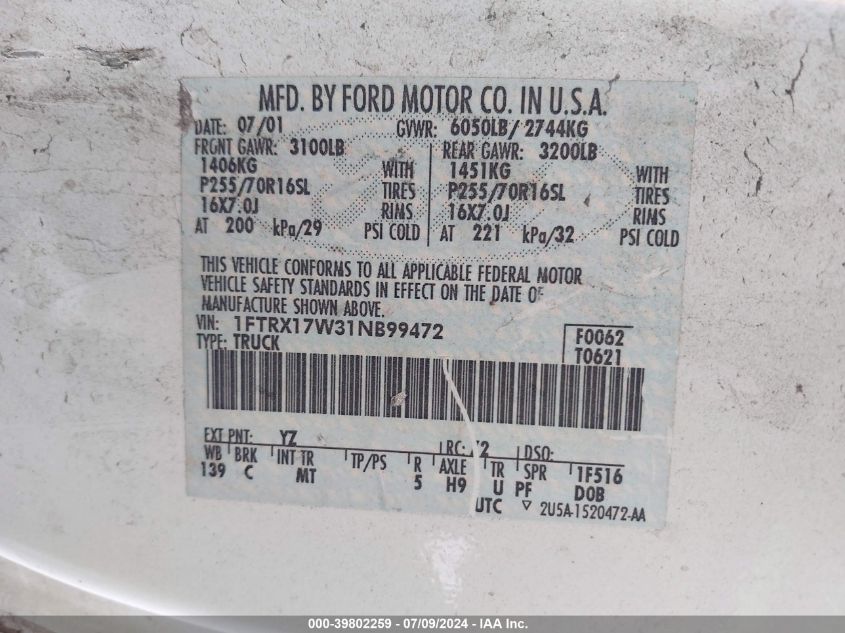 MFD. BY FORD MOTOR CO. IN U.S.A.
DATE: 07/01 GVWR: 6050LB/ 2744KG
FRONT GAWR: 3100LB REAR GAWR: 3200LB
1406KG WITH 1451KG WITH
P255/70R16SL TIRES P255/70R16SL TIRES
16X7.0J RIMS 16X7.0J RIMS
AT 200 kPa/29 PSI COLD AT 221 kPa/32 PSI COLD
THIS VEHICLE CONFORMS TO ALL APPLICABLE FEDERAL MOTOR
VEHICLE SAFETY STANDARDS IN EFFECT ON THE DATE OF
MANUFACTURE SHOWN ABOVE.
VIN: 1FTRX17W31NB99472 F0062
TYPE: TRUCK T0621
EXT PNT: YZ RC: 2 DSO:
WB BRK INT TR TP/PS R AXLE TR SPR 1F516
139 C MT 5 H9 U PF DOB
UTC ▽ 2U5A-1520472-AA
000-39802259 - 07/09/2024 - IAA Inc.